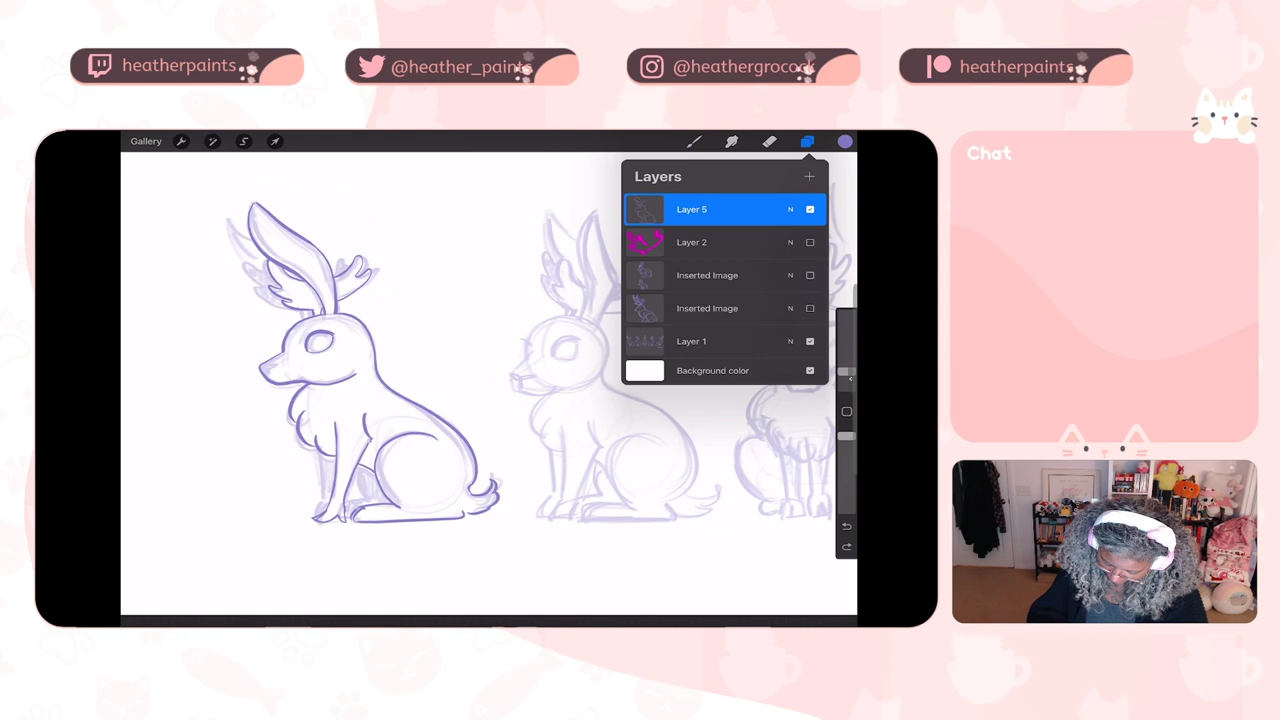 heatherpaints
@heather_paints
@heathergrocock
heatherpaints
Chat
Gallery
Layers
Layer 5 N
Layer 2 N
Inserted Image N
Inserted Image N
Layer 1 N
Background color